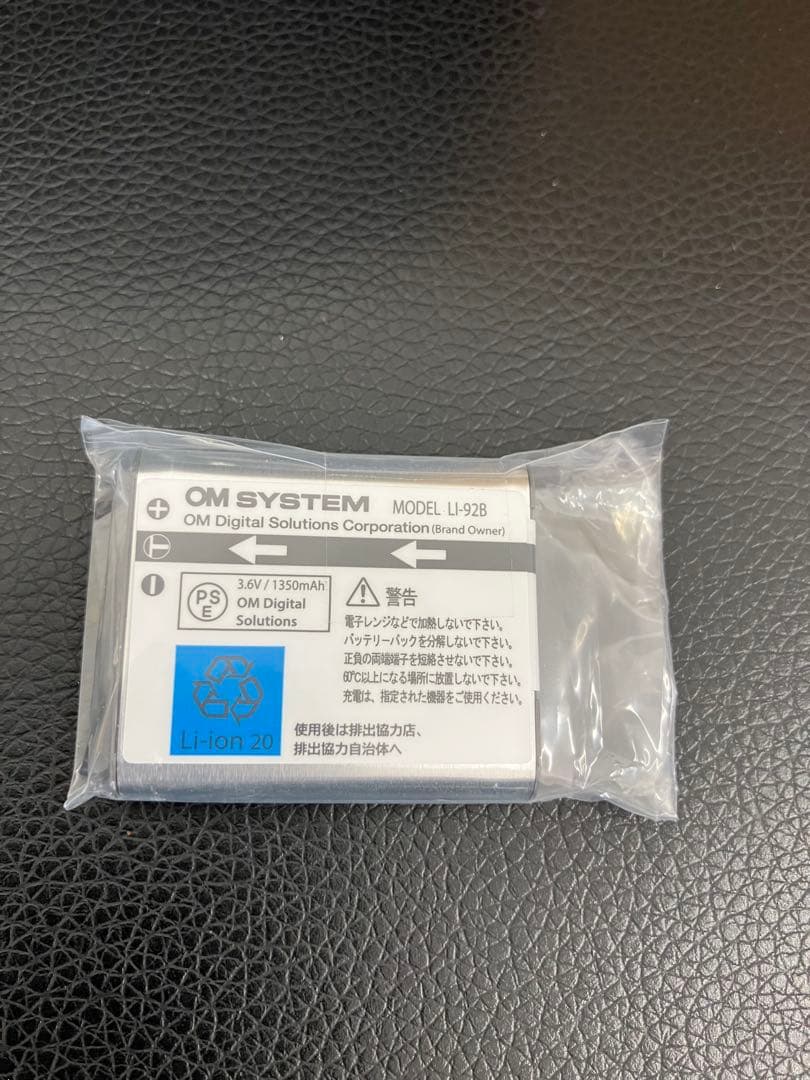 OM SYSTEM MODEL LI-92B
OM Digital Solutions Corporation (Brand Owner)
PS
E
3.6V / 1350mAh
OM Digital
Solutions
警告
電子レンジなどで加熱しないで下さい。
バッテリーパックを分解しないで下さい。
正負の両端端子を短絡させないで下さい。
60℃以上になる場所に放置しないで下さい。
充電は、指定された機器をご使用ください。
Li-ion 20
使用後は排出協力店、
排出協力自治体へ